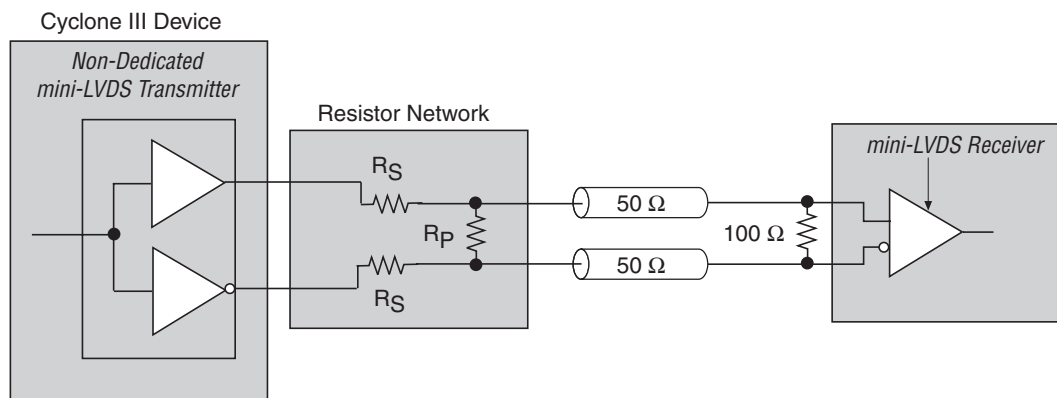 Cyclone III Device
Non-Dedicated
mini-LVDS Transmitter
Resistor Network
mini-LVDS Receiver
RS
50 Ω
RP
100 Ω
50 Ω
RS